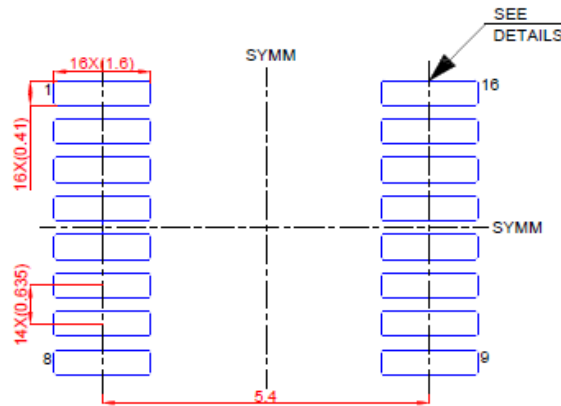 SEE
DETAILS
16X(1.6)
SYMM
1
16
16X(0.41)
SYMM
14X(0.635)
8
9
5.4